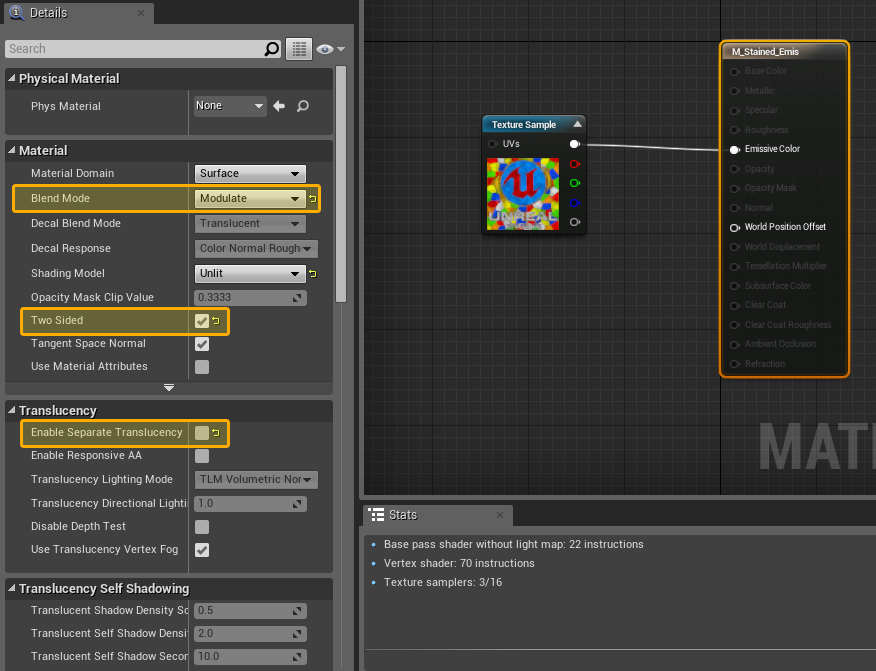 Details
Search
Physical Material
Phys Material
None
Material
Material Domain
Surface
Blend Mode
Modulate
Decal Blend Mode
Translucent
Decal Response
Color Normal Rough
Shading Model
Unlit
Opacity Mask Clip Value
0.3333
Two Sided
Tangent Space Normal
Use Material Attributes
Translucency
Enable Separate Translucency
Enable Responsive AA
Translucency Lighting Mode
TLM Volumetric Nor
Translucency Directional Lighti
1.0
Disable Depth Test
Use Translucency Vertex Fog
Translucency Self Shadowing
Translucent Shadow Density Sc
0.5
Translucent Self Shadow Densi
2.0
Translucent Self Shadow Secon
10.0
Texture Sample
UVs
UNREAL
M_Stained_Emis
Base Color
Metallic
Specular
Roughness
Emissive Color
Opacity
Opacity Mask
Normal
World Position Offset
World Displacement
Tessellation Multiplier
Subsurface Color
Clear Coat
Clear Coat Roughness
Ambient Occlusion
Refraction
MATE
Stats
Base pass shader without light map: 22 instructions
Vertex shader: 70 instructions
Texture samplers: 3/16